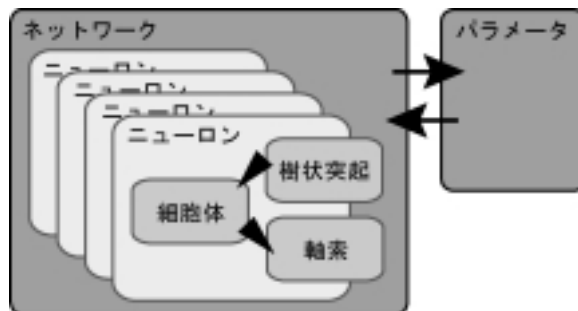 ネットワーク
パラメータ
ニューロン
ニューロン
ニューロン
ニューロン
樹状突起
細胞体
軸索